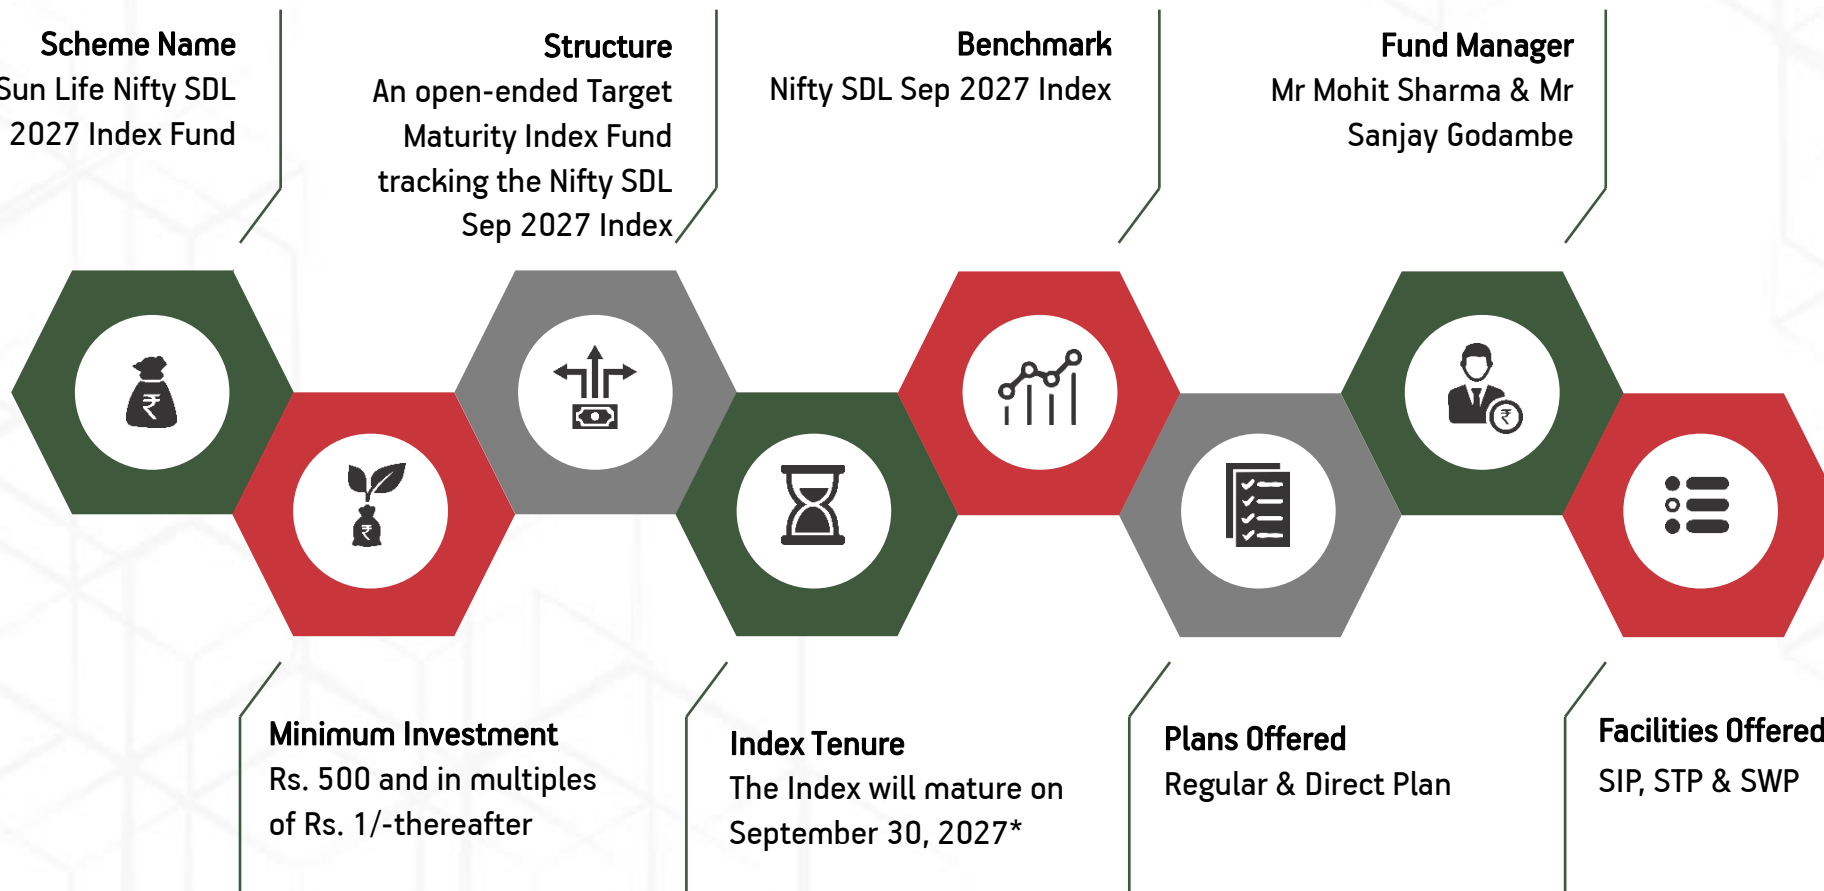 Scheme Name
Sun Life Nifty SDL
2027 Index Fund
Structure
An open-ended Target
Maturity Index Fund
tracking the Nifty SDL
Sep 2027 Index
Benchmark
Nifty SDL Sep 2027 Index
Fund Manager
Mr Mohit Sharma & Mr
Sanjay Godambe
₹
₹
₹
Minimum Investment
Rs. 500 and in multiples
of Rs. 1/-thereafter
Index Tenure
The Index will mature on
September 30, 2027*
Plans Offered
Regular & Direct Plan
Facilities Offered
SIP, STP & SWP